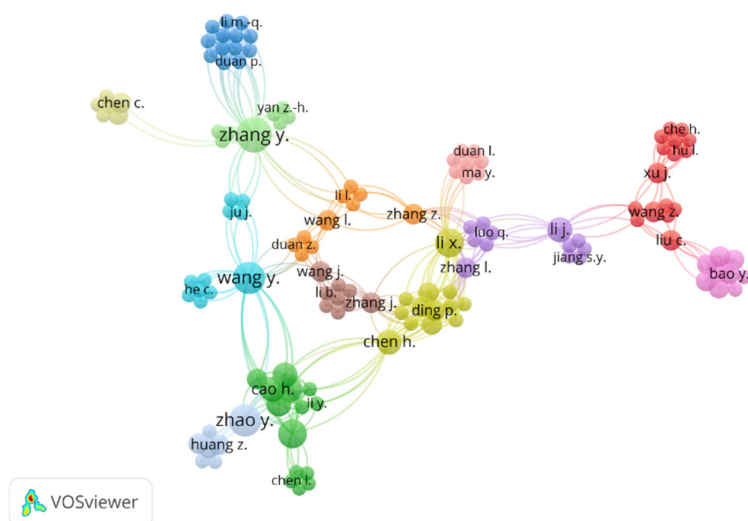 li m.-q.
duan p.
chen c.
yan z.-h.
zhang y.
che h.
hu l.
duan l.
ma y.
xu j.
li l.
ju j.
wang l.
zhang z.
wang z.
luo q.
li j.
li x.
liu c.
duan z.
jiang s.y.
wang j.
zhang l.
bao y.
wang y.
he c.
li b.
zhang j.
ding p.
chen h.
cao h.
li y.
zhao y.
huang z.
chen l.
VOSviewer